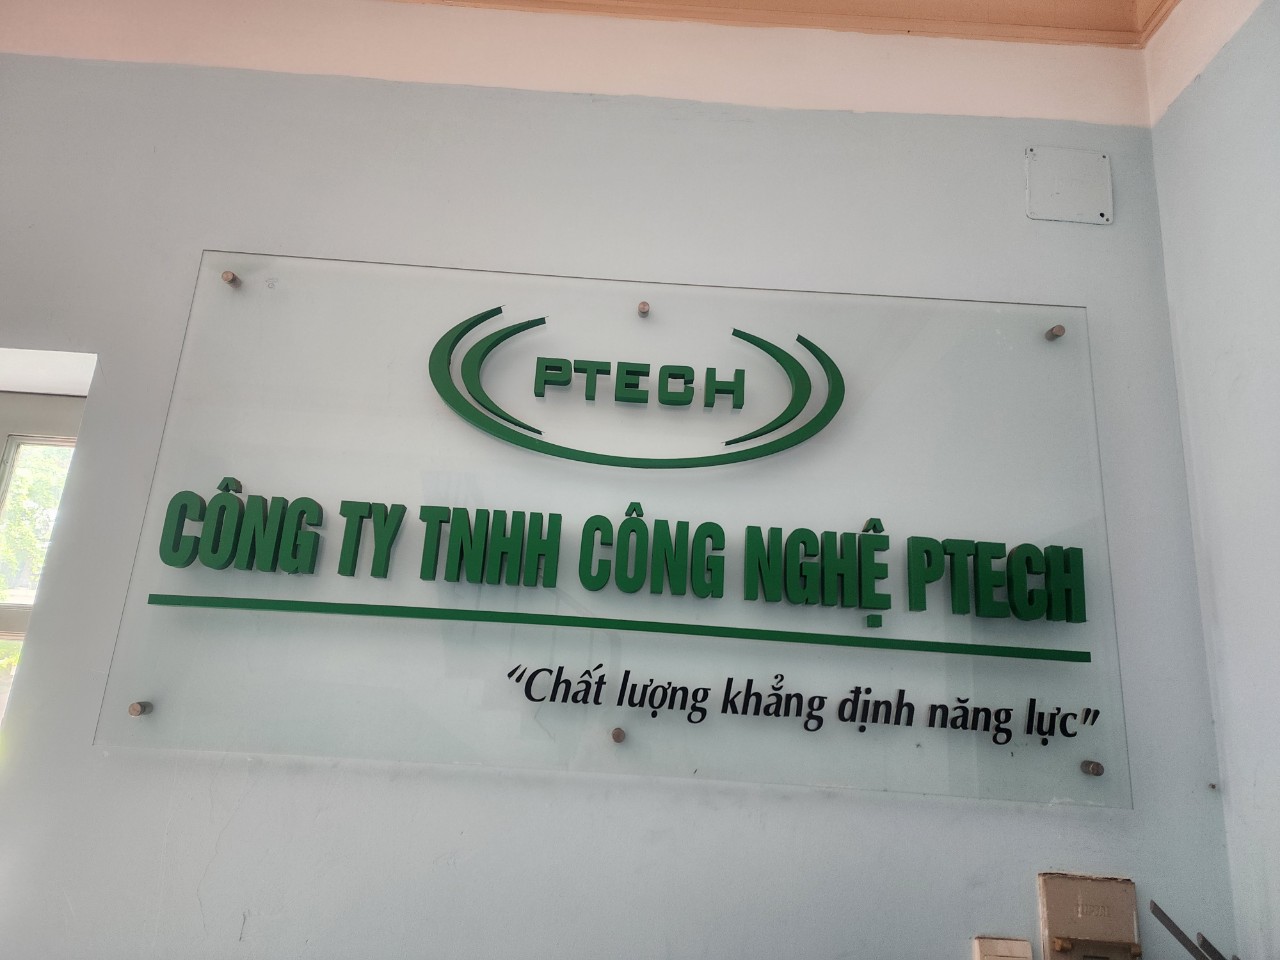 PTECH
CÔNG TY TNHH CÔNG NGHỆ PTECH
“Chất lượng khẳng định năng lực”